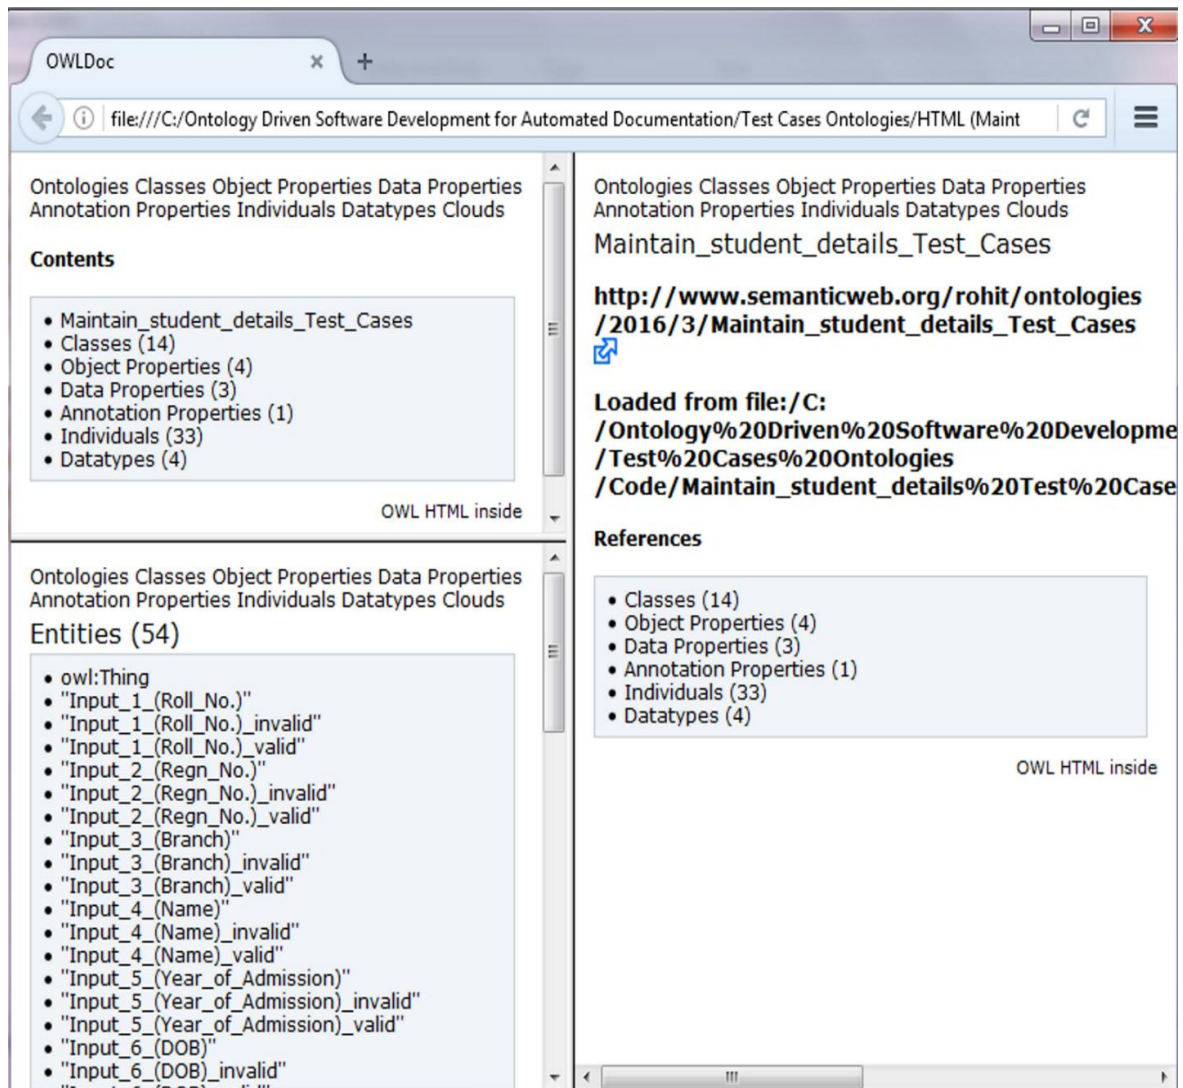 OWLDoc
file:///C:/Ontology Driven Software Development for Automated Documentation/Test Cases Ontologies/HTML (Maint
Ontologies Classes Object Properties Data Properties
Annotation Properties Individuals Datatypes Clouds
Contents
• Maintain_student_details_Test_Cases
• Classes (14)
• Object Properties (4)
• Data Properties (3)
• Annotation Properties (1)
• Individuals (33)
• Datatypes (4)
OWL HTML inside
Ontologies Classes Object Properties Data Properties
Annotation Properties Individuals Datatypes Clouds
Entities (54)
• owl:Thing
• "Input_1_(Roll_No.)"
• "Input_1_(Roll_No.)_invalid"
• "Input_1_(Roll_No.)_valid"
• "Input_2_(Regn_No.)"
• "Input_2_(Regn_No.)_invalid"
• "Input_2_(Regn_No.)_valid"
• "Input_3_(Branch)"
• "Input_3_(Branch)_invalid"
• "Input_3_(Branch)_valid"
• "Input_4_(Name)"
• "Input_4_(Name)_invalid"
• "Input_4_(Name)_valid"
• "Input_5_(Year_of_Admission)"
• "Input_5_(Year_of_Admission)_invalid"
• "Input_5_(Year_of_Admission)_valid"
• "Input_6_(DOB)"
• "Input_6_(DOB)_invalid"
Ontologies Classes Object Properties Data Properties
Annotation Properties Individuals Datatypes Clouds
Maintain_student_details_Test_Cases
http://www.semanticweb.org/rohit/ontologies
/2016/3/Maintain_student_details_Test_Cases
Loaded from file:/C:
/Ontology%20Driven%20Software%20Developme
/Test%20Cases%20Ontologies
/Code/Maintain_student_details%20Test%20Case
References
• Classes (14)
• Object Properties (4)
• Data Properties (3)
• Annotation Properties (1)
• Individuals (33)
• Datatypes (4)
OWL HTML inside